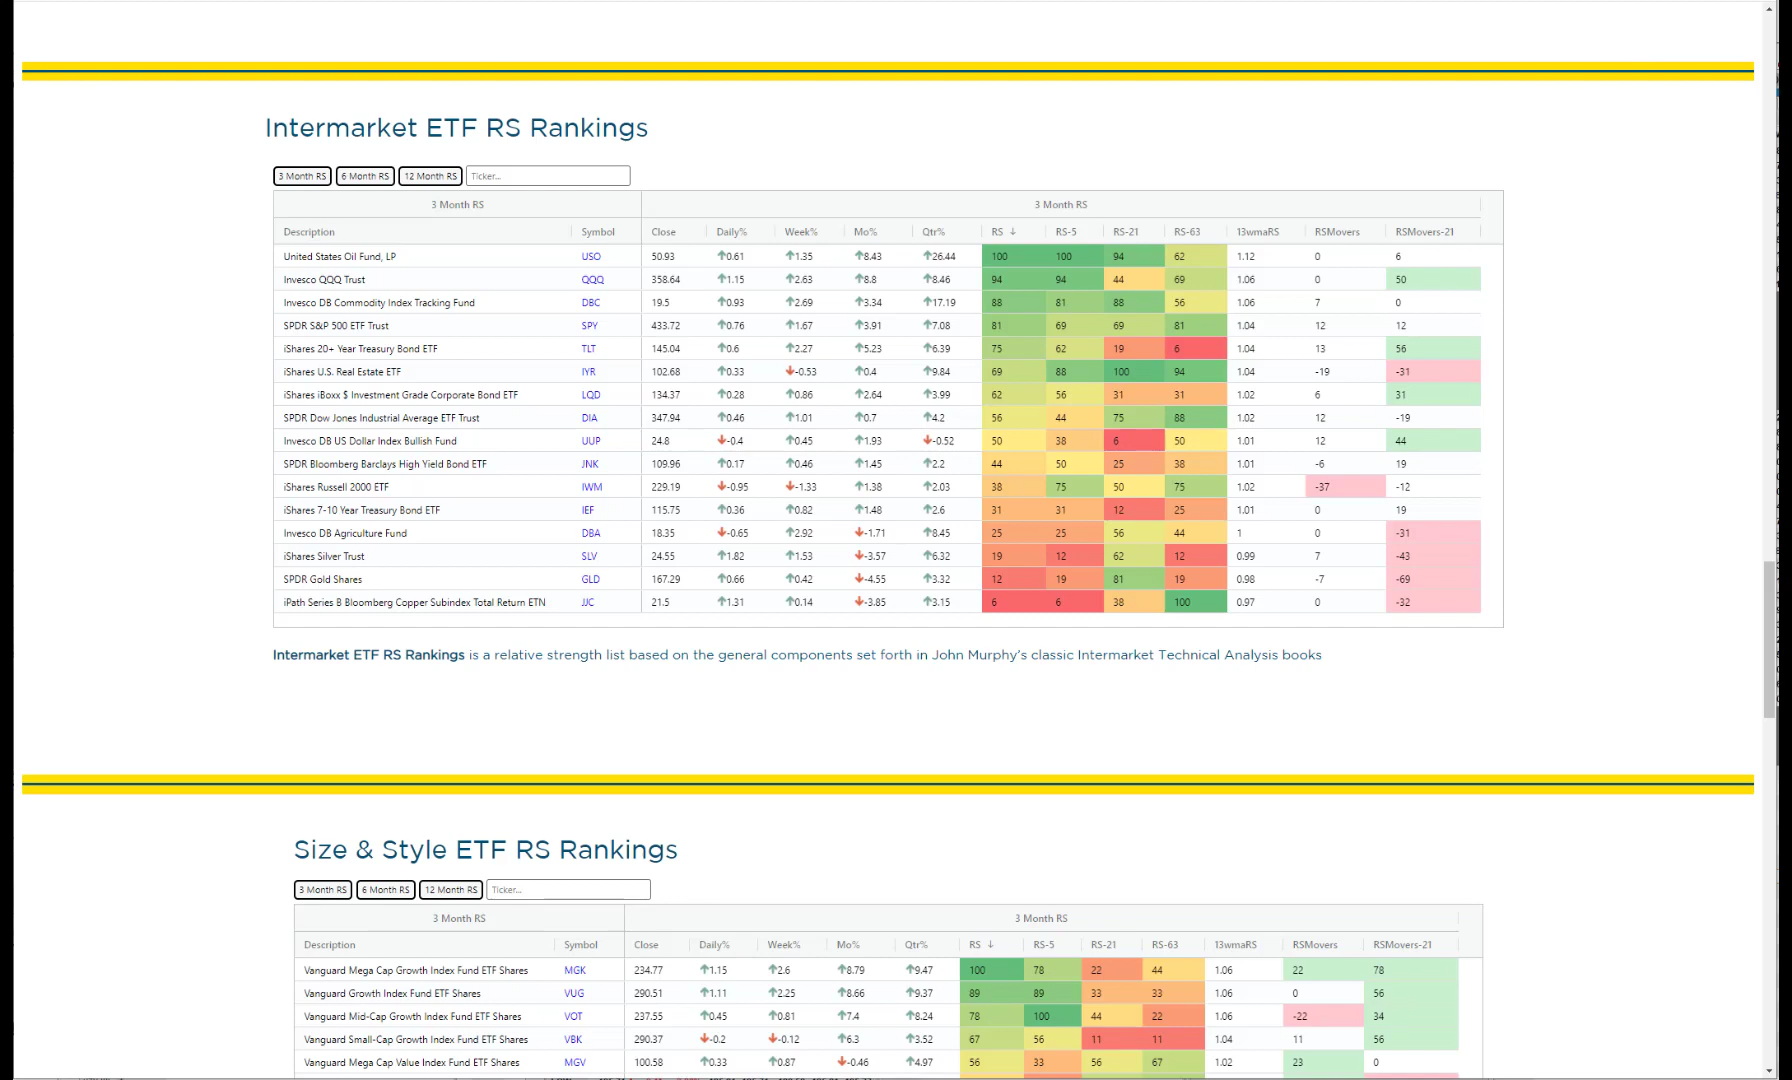 Intermarket ETF RS Rankings
3 Month RS 6 Month RS 12 Month RS Ticker...
3 Month RS 3 Month RS
Description Symbol Close Daily% Week% Mo% Qtr% RS ↓ RS-5 RS-21 RS-63 13wmaRS RSMovers RSMovers-21
United States Oil Fund, LP USO 50.93 ↑0.61 ↑1.35 ↑8.43 ↑26.44 100 100 94 62 1.12 0 6
Invesco QQQ Trust QQQ 358.64 ↑1.15 ↑2.63 ↑8.8 ↑8.46 94 94 44 69 1.06 0 50
Invesco DB Commodity Index Tracking Fund DBC 19.5 ↑0.93 ↑2.69 ↑3.34 ↑17.19 88 81 88 56 1.06 7 0
SPDR S&P 500 ETF Trust SPY 433.72 ↑0.76 ↑1.67 ↑3.91 ↑7.08 81 69 69 81 1.04 12 12
iShares 20+ Year Treasury Bond ETF TLT 145.04 ↑0.6 ↑2.27 ↑5.23 ↑6.39 75 62 19 6 1.04 13 56
iShares U.S. Real Estate ETF IYR 102.68 ↑0.33 ↓-0.53 ↑0.4 ↑9.84 69 88 100 94 1.04 -19 -31
iShares iBoxx $ Investment Grade Corporate Bond ETF LQD 134.37 ↑0.28 ↑0.86 ↑2.64 ↑3.99 62 56 31 31 1.02 6 31
SPDR Dow Jones Industrial Average ETF Trust DIA 347.94 ↑0.46 ↑1.01 ↑0.7 ↑4.2 56 44 75 88 1.02 12 -19
Invesco DB US Dollar Index Bullish Fund UUP 24.8 ↓-0.4 ↑0.45 ↑1.93 ↓-0.52 50 38 6 50 1.01 12 44
SPDR Bloomberg Barclays High Yield Bond ETF JNK 109.96 ↑0.17 ↑0.46 ↑1.45 ↑2.2 44 50 25 38 1.01 -6 19
iShares Russell 2000 ETF IWM 229.19 ↓-0.95 ↓-1.33 ↑1.38 ↑2.03 38 75 50 75 1.02 -37 -12
iShares 7-10 Year Treasury Bond ETF IEF 115.75 ↑0.36 ↑0.82 ↑1.48 ↑2.6 31 31 12 25 1.01 0 19
Invesco DB Agriculture Fund DBA 18.35 ↓-0.65 ↑2.92 ↓-1.71 ↑8.45 25 25 56 44 1 0 -31
iShares Silver Trust SLV 24.55 ↑1.82 ↑1.53 ↓-3.57 ↑6.32 19 12 62 12 0.99 7 -43
SPDR Gold Shares GLD 167.29 ↑0.66 ↑0.42 ↓-4.55 ↑3.32 12 19 81 19 0.98 -7 -69
iPath Series B Bloomberg Copper Subindex Total Return ETN JJC 21.5 ↑1.31 ↑0.14 ↓-3.85 ↑3.15 6 6 38 100 0.97 0 -32
Intermarket ETF RS Rankings is a relative strength list based on the general components set forth in John Murphy's classic Intermarket Technical Analysis books
Size & Style ETF RS Rankings
3 Month RS 6 Month RS 12 Month RS Ticker...
3 Month RS 3 Month RS
Description Symbol Close Daily% Week% Mo% Qtr% RS ↓ RS-5 RS-21 RS-63 13wmaRS RSMovers RSMovers-21
Vanguard Mega Cap Growth Index Fund ETF Shares MGK 234.77 ↑1.15 ↑2.6 ↑8.79 ↑9.47 100 78 22 44 1.06 22 78
Vanguard Growth Index Fund ETF Shares VUG 290.51 ↑1.11 ↑2.25 ↑8.66 ↑9.37 89 89 33 33 1.06 0 56
Vanguard Mid-Cap Growth Index Fund ETF Shares VOT 237.55 ↑0.45 ↑0.81 ↑7.4 ↑8.24 78 100 44 22 1.06 -22 34
Vanguard Small-Cap Growth Index Fund ETF Shares VBK 290.37 ↓-0.2 ↓-0.12 ↑6.3 ↑3.52 67 56 11 11 1.04 11 56
Vanguard Mega Cap Value Index Fund ETF Shares MGV 100.58 ↑0.33 ↑0.87 ↓-0.46 ↑4.97 56 33 56 67 1.02 23 0